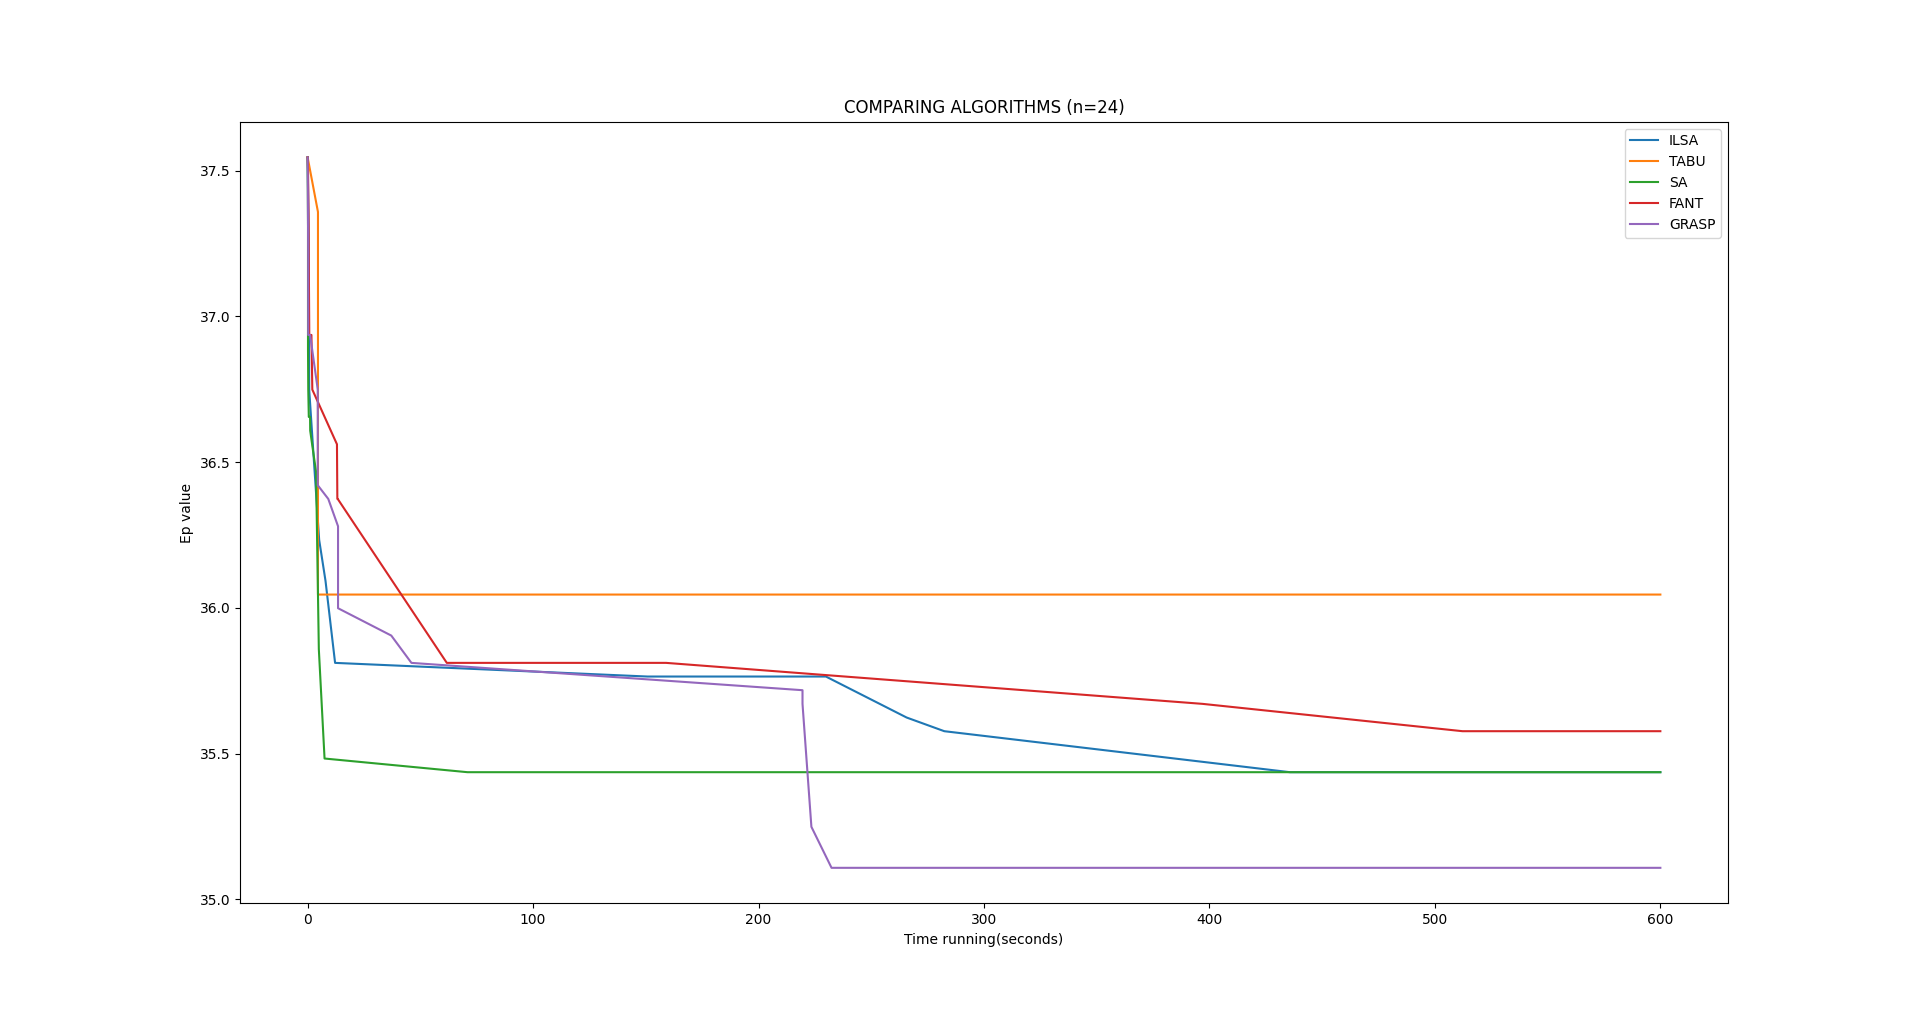 COMPARING ALGORITHMS (n=24)
ILSA
TABU
SA
FANT
GRASP
37.5
37.0
36.5
36.0
35.5
35.0
Ep value
0 100 200 300 400 500 600
Time running(seconds)